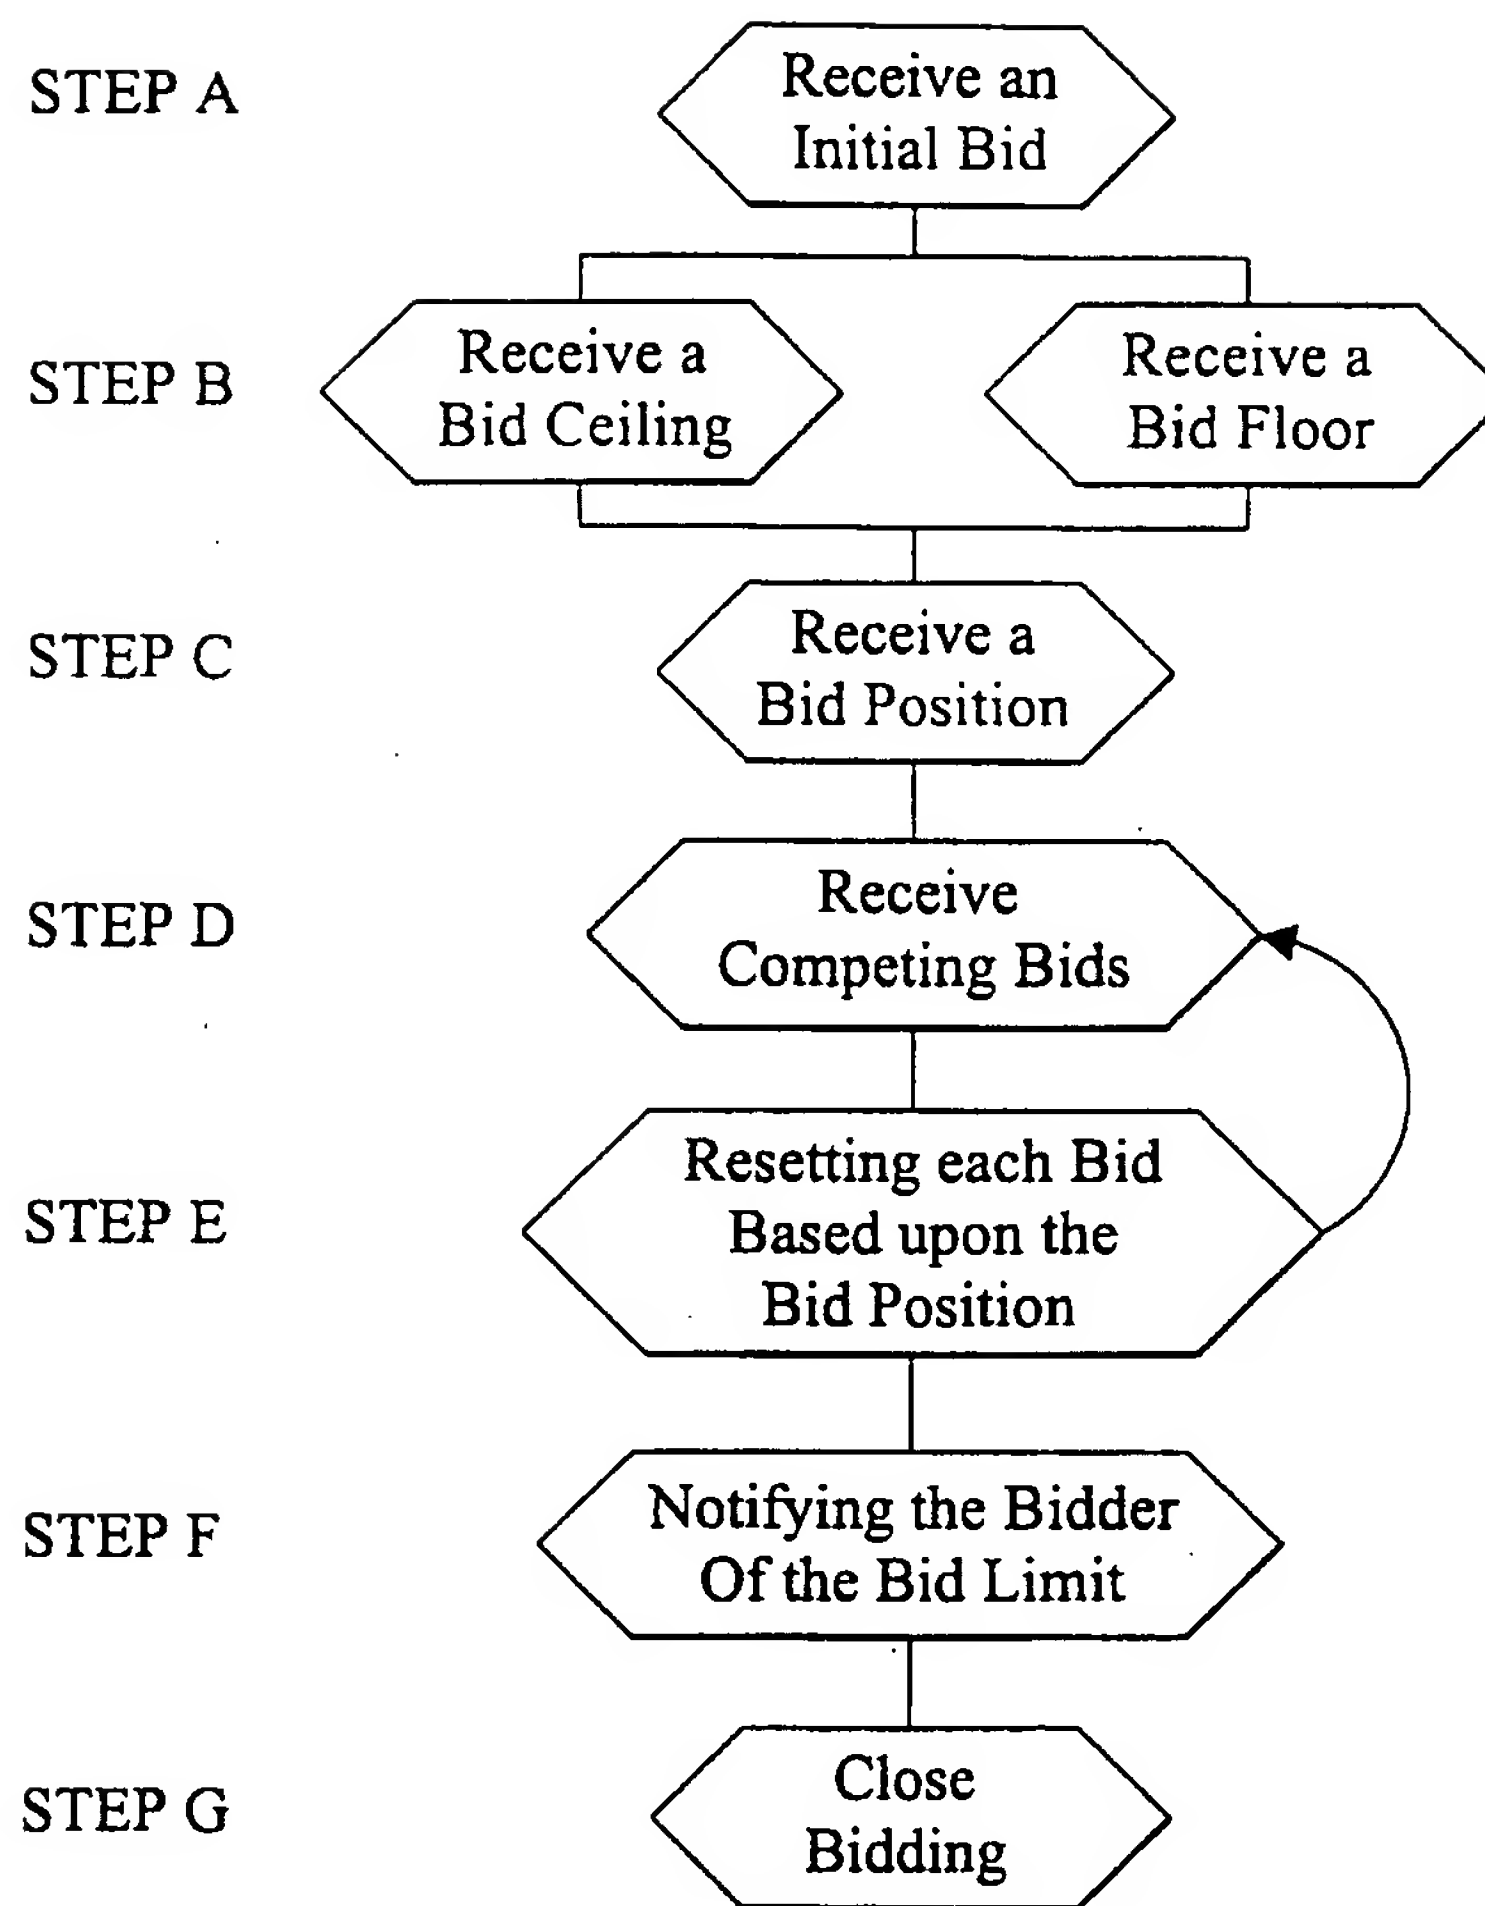 STEP A
Receive an
Initial Bid
STEP B
Receive a
Bid Ceiling
Receive a
Bid Floor
STEP C
Receive a
Bid Position
STEP D
Receive
Competing Bids
STEP E
Resetting each Bid
Based upon the
Bid Position
STEP F
Notifying the Bidder
Of the Bid Limit
STEP G
Close
Bidding